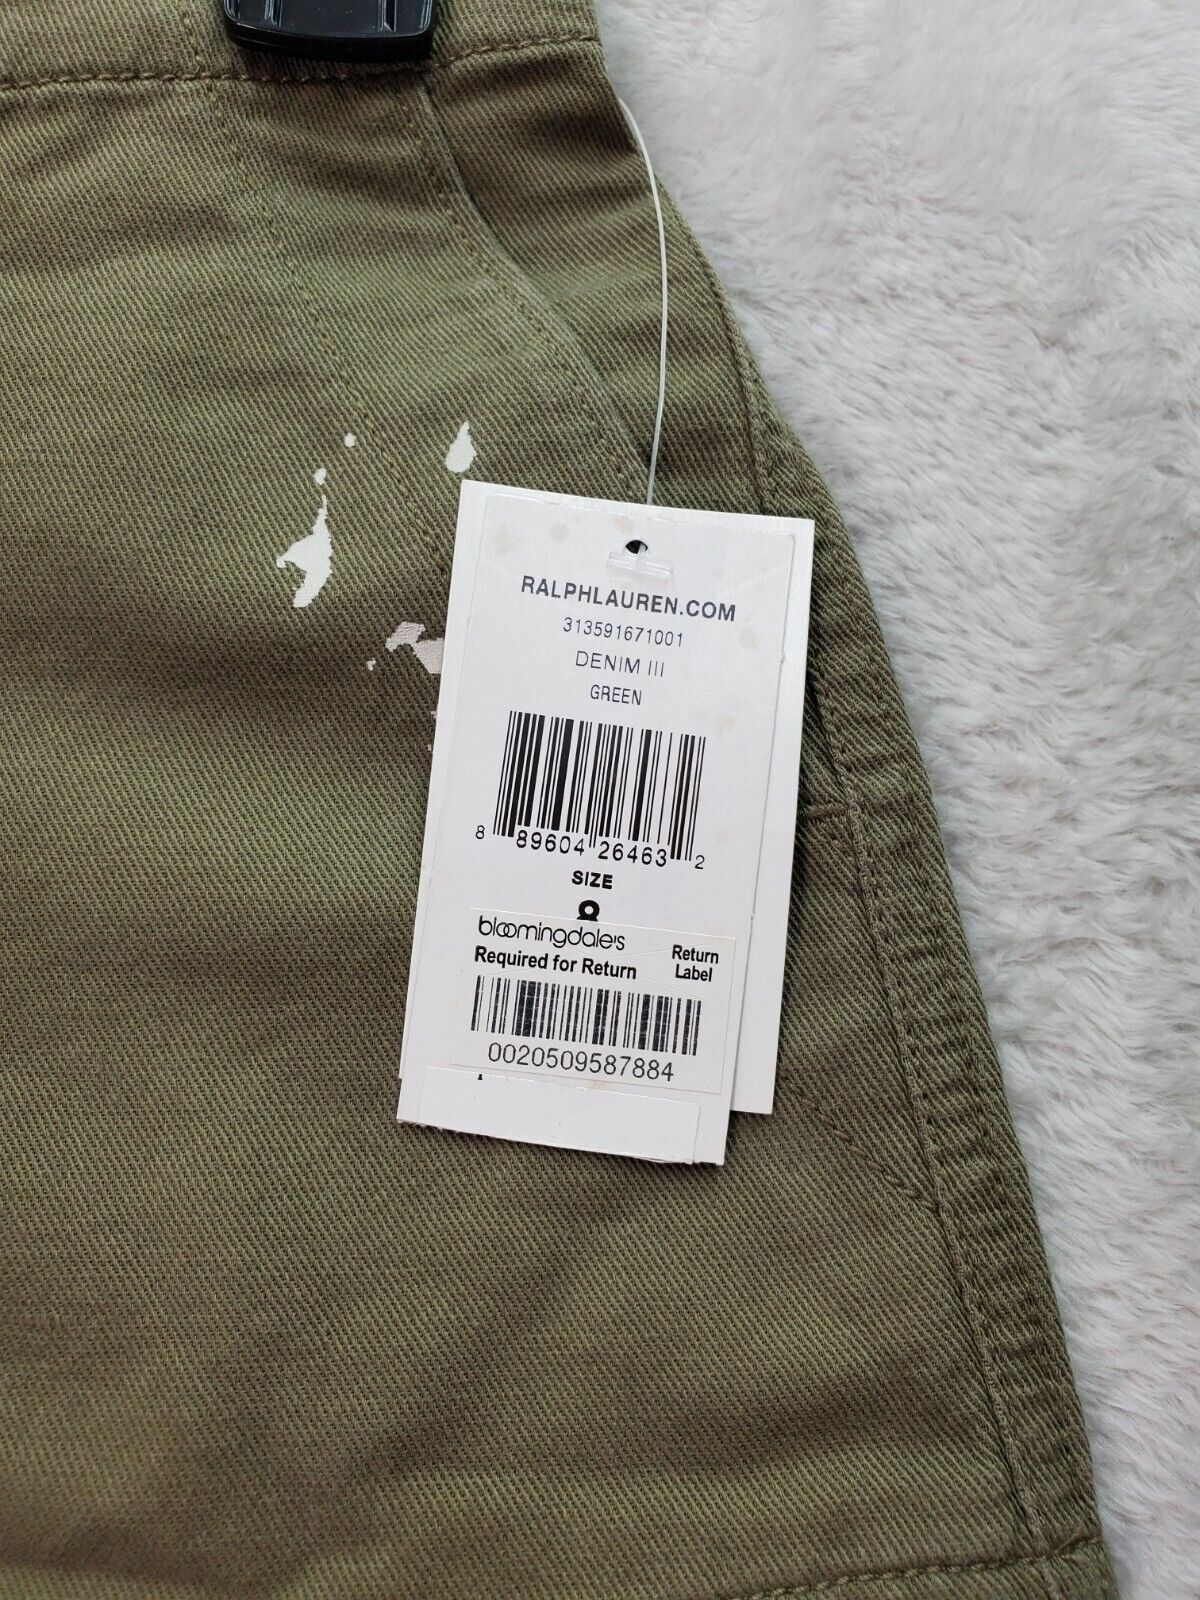 RALPHLAUREN.COM
313591671001
DENIM III
GREEN
8 89604 26463 2
SIZE
8
bloomingdale's
Required for Return
Return
Label
0020509587884